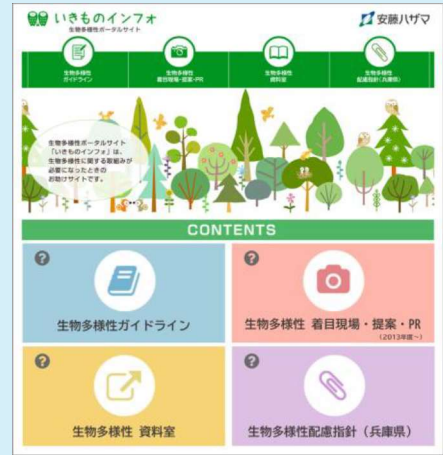 いきものインフォ
生物多様性ポータルサイト
安藤ハザマ
生物多様性
ガイドライン
生物多様性
着目現場・提案・PR
生物多様性
資料室
生物多様性
配慮指針(兵庫県)
生物多様性ポータルサイト
「いきものインフォ」は、
生物多様性に関する取組みが
必要になったときの
お助けサイトです。
CONTENTS
?
生物多様性ガイドライン
?
生物多様性 着目現場・提案・PR
(2013年度~)
?
生物多様性 資料室
?
生物多様性配慮指針(兵庫県)